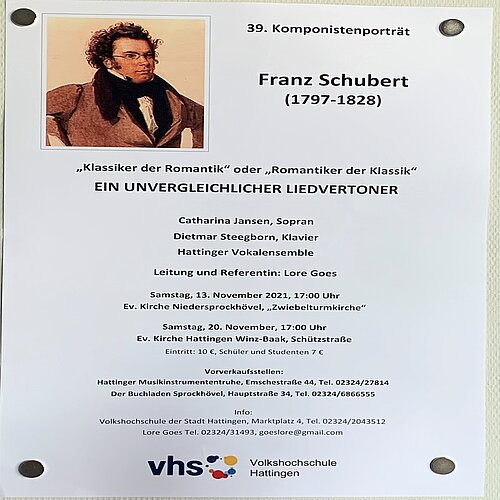 39. Komponistenporträt
Franz Schubert
(1797-1828)
„Klassiker der Romantik“ oder „Romantiker der Klassik“
EIN UNVERGLEICHLICHER LIEDVERTONER
Catharina Jansen, Sopran
Dietmar Steegborn, Klavier
Hattinger Vokalensemble
Leitung und Referentin: Lore Goes
Samstag, 13. November 2021, 17:00 Uhr
Ev. Kirche Niedersprockhövel, „Zwiebelturmkirche“
Samstag, 20. November, 17:00 Uhr
Ev. Kirche Hattingen Winz-Baak, Schützstraße
Eintritt: 10 €, Schüler und Studenten 7 €
Vorverkaufsstellen:
Hattinger Musikinstrumententruhe, Emschestraße 44, Tel. 02324/27814
Der Buchladen Sprockhövel, Hauptstraße 34, Tel. 02324/6866555
Info:
Volkshochschule der Stadt Hattingen, Marktplatz 4, Tel. 02324/2043512
Lore Goes Tel. 02324/31493, goeslore@gmail.com
vhs Volkshochschule
Hattingen